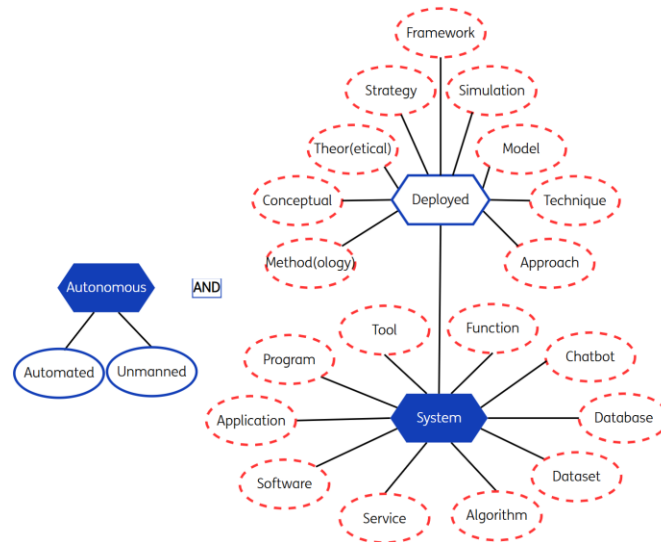 Framework
Strategy
Simulation
Theor(etical)
Model
Conceptual
Deployed
Technique
Method(ology)
Approach
Autonomous
AND
Automated
Unmanned
Tool
Function
Program
Chatbot
Application
System
Database
Software
Dataset
Service
Algorithm